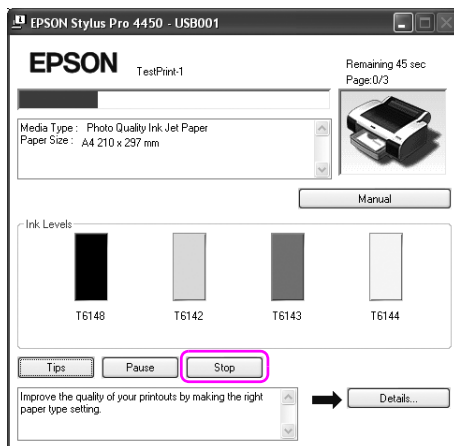 EPSON Stylus Pro 4450 - USB001
EPSON
TestPrint-1
Remaining 45 sec
Page:0/3
Media Type : Photo Quality Ink Jet Paper
Paper Size : A4 210 x 297 mm
Manual
Ink Levels
T6148 T6142 T6143 T6144
Tips Pause Stop
Improve the quality of your printouts by making the right
paper type setting.
Details...